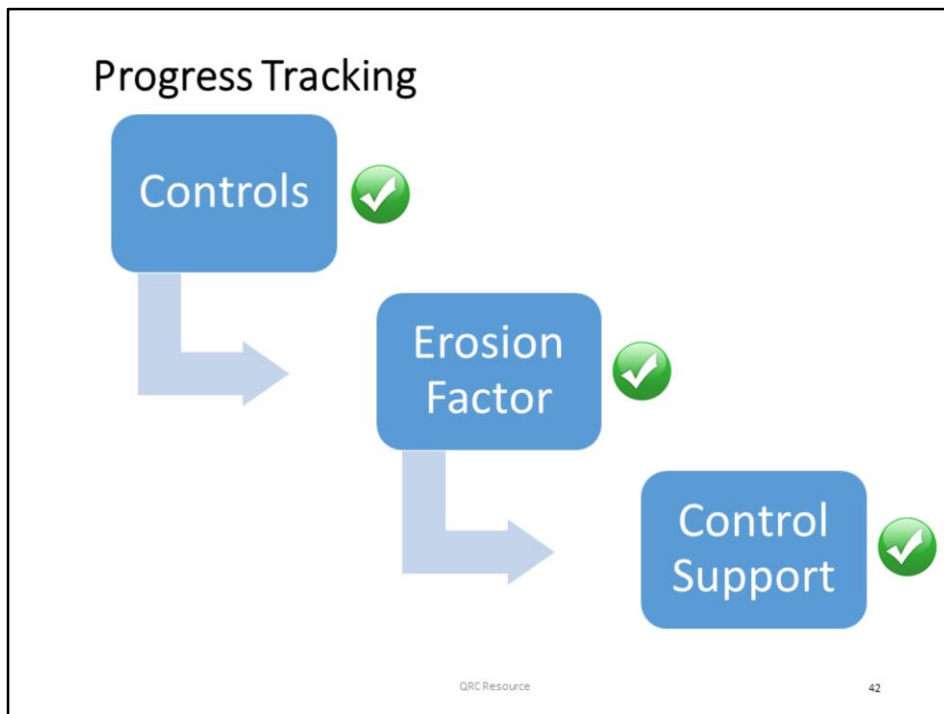 Progress Tracking
Controls
Erosion
Factor
Control
Support
QRC Resource
42